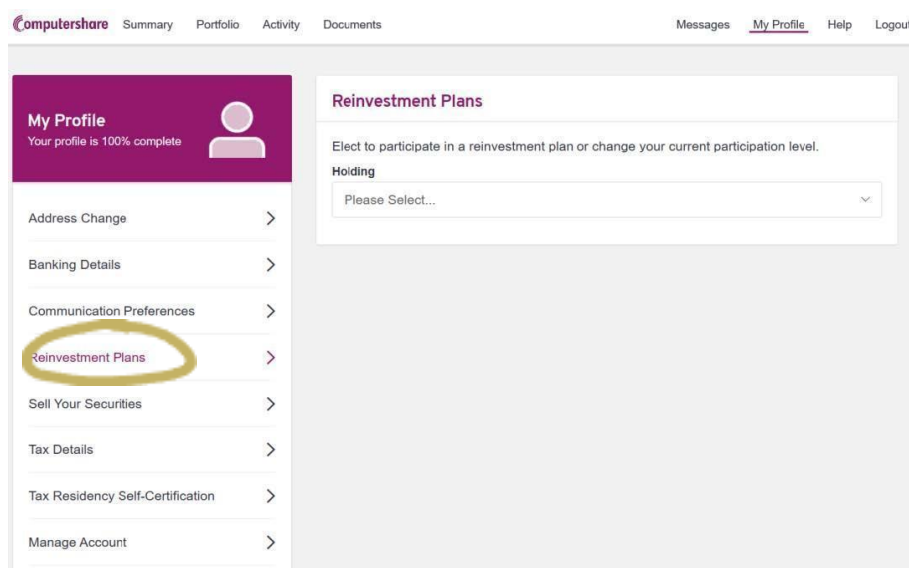 Computershare Summary Portfolio Activity Documents Messages My Profile Help Logout
My Profile
Your profile is 100% complete
Address Change
Banking Details
Communication Preferences
Reinvestment Plans
Sell Your Securities
Tax Details
Tax Residency Self-Certification
Manage Account
Reinvestment Plans
Elect to participate in a reinvestment plan or change your current participation level.
Holding
Please Select...